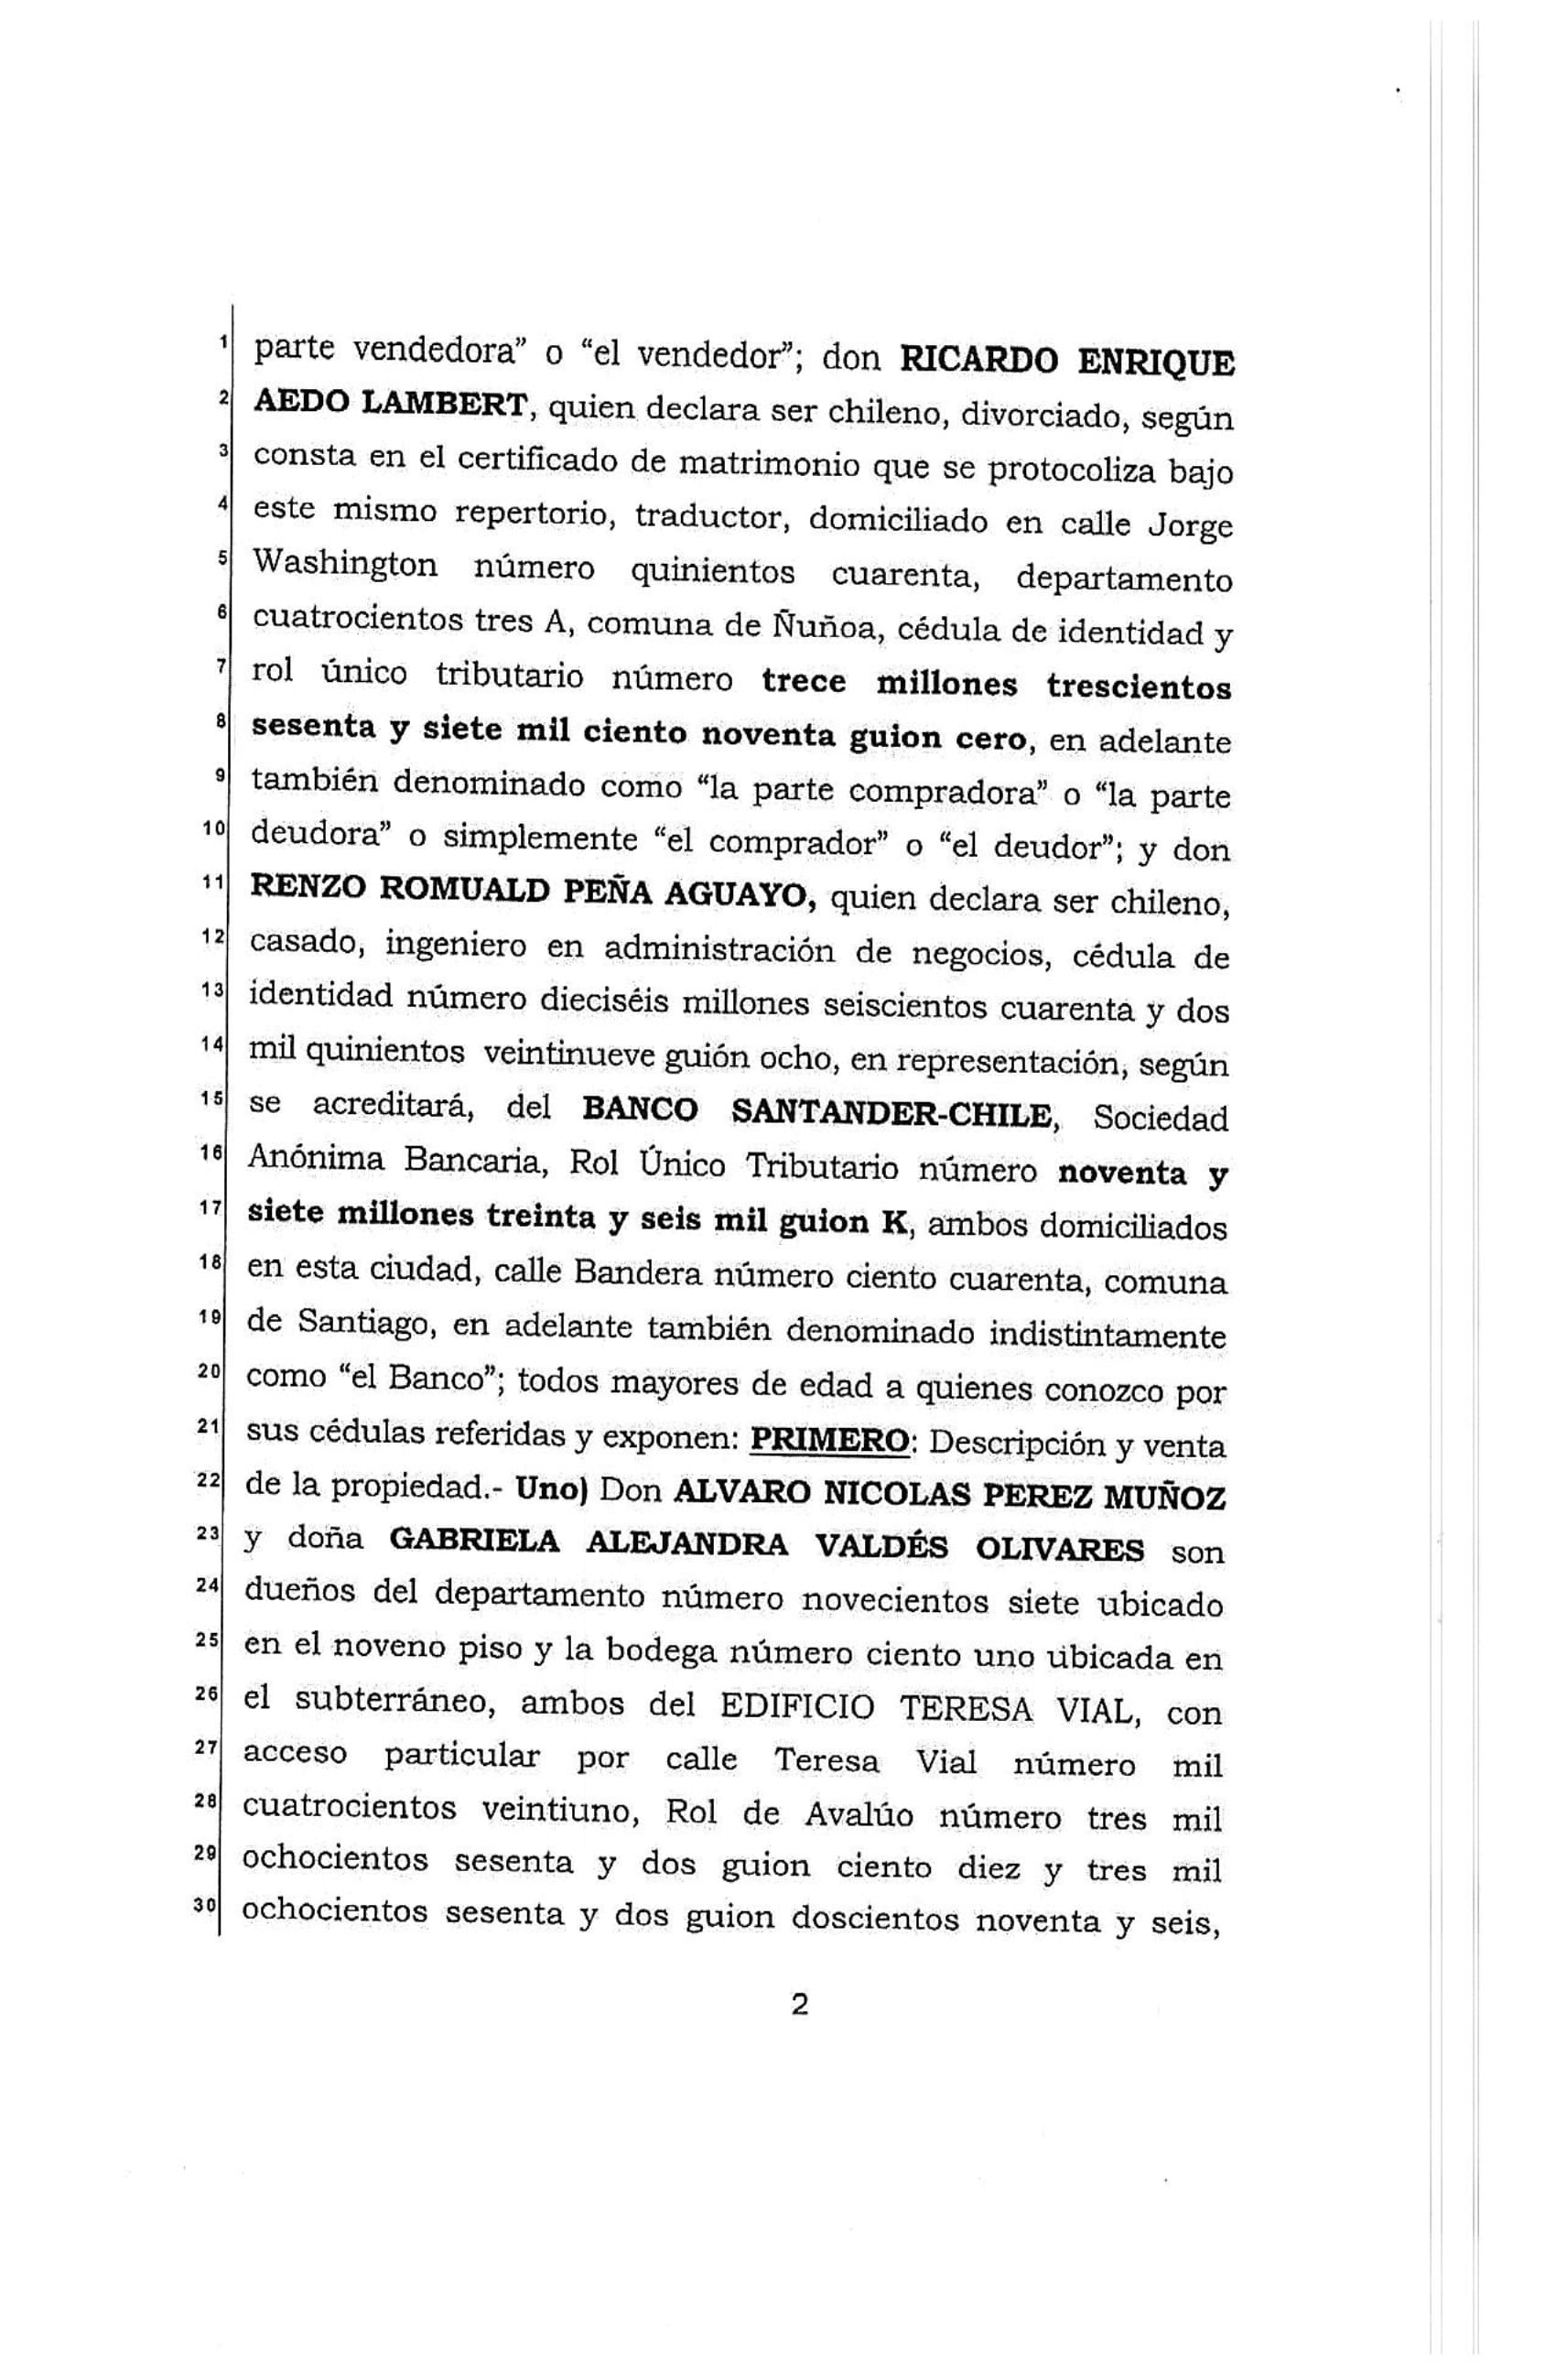 1 parte vendedora” o “el vendedor”; don RICARDO ENRIQUE
2 AEDO LAMBERT, quien declara ser chileno, divorciado, según
3 consta en el certificado de matrimonio que se protocoliza bajo
4 este mismo repertorio, traductor, domiciliado en calle Jorge
5 Washington número quinientos cuarenta, departamento
6 cuatrocientos tres A, comuna de Ñuñoa, cédula de identidad y
7 rol único tributario número trece millones trescientos
8 sesenta y siete mil ciento noventa guion cero, en adelante
9 también denominado como “la parte compradora” o “la parte
10 deudora” o simplemente “el comprador” o “el deudor”; y don
11 RENZO ROMUALD PEÑA AGUAYO, quien declara ser chileno,
12 casado, ingeniero en administración de negocios, cédula de
13 identidad número dieciséis millones seiscientos cuarenta y dos
14 mil quinientos veintinueve guión ocho, en representación, según
15 se acreditará, del BANCO SANTANDER-CHILE, Sociedad
16 Anónima Bancaria, Rol Único Tributario número noventa y
17 siete millones treinta y seis mil guion K, ambos domiciliados
18 en esta ciudad, calle Bandera número ciento cuarenta, comuna
19 de Santiago, en adelante también denominado indistintamente
20 como “el Banco”; todos mayores de edad a quienes conozco por
21 sus cédulas referidas y exponen: PRIMERO: Descripción y venta
22 de la propiedad.- Uno) Don ALVARO NICOLAS PEREZ MUÑOZ
23 y doña GABRIELA ALEJANDRA VALDÉS OLIVARES son
24 dueños del departamento número novecientos siete ubicado
25 en el noveno piso y la bodega número ciento uno ubicada en
26 el subterráneo, ambos del EDIFICIO TERESA VIAL, con
27 acceso particular por calle Teresa Vial número mil
28 cuatrocientos veintiuno, Rol de Avalúo número tres mil
29 ochocientos sesenta y dos guion ciento diez y tres mil
30 ochocientos sesenta y dos guion doscientos noventa y seis,
2